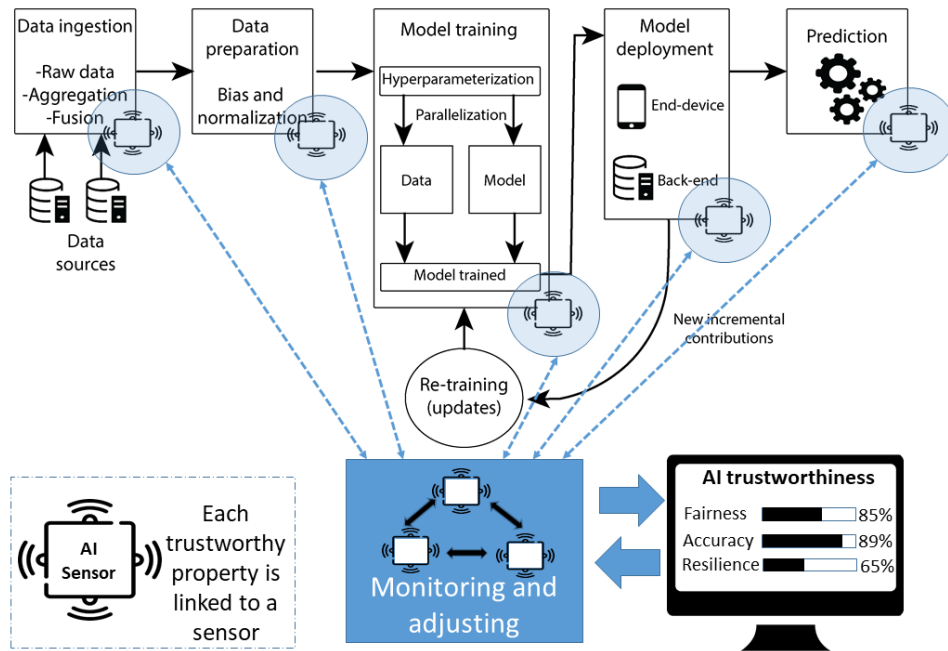 Data ingestion
-Raw data
-Aggregation
-Fusion
Data
sources
Data
preparation
Bias and
normalization
Model training
Hyperparameterization
Parallelization
Data
Model
Model trained
Re-training
(updates)
Model
deployment
End-device
Back-end
New incremental
contributions
Prediction
AI
Sensor
Each
trustworthy
property is
linked to a
sensor
Monitoring and
adjusting
AI trustworthiness
Fairness 85%
Accuracy 89%
Resilience 65%